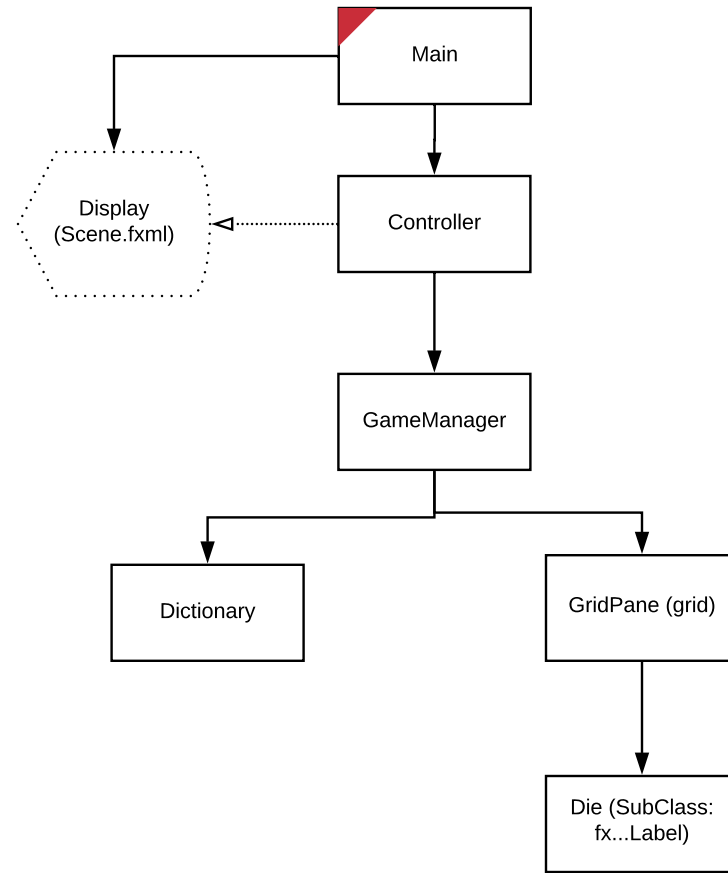 Main
Display
(Scene.fxml)
Controller
GameManager
Dictionary
GridPane (grid)
Die (SubClass:
fx...Label)